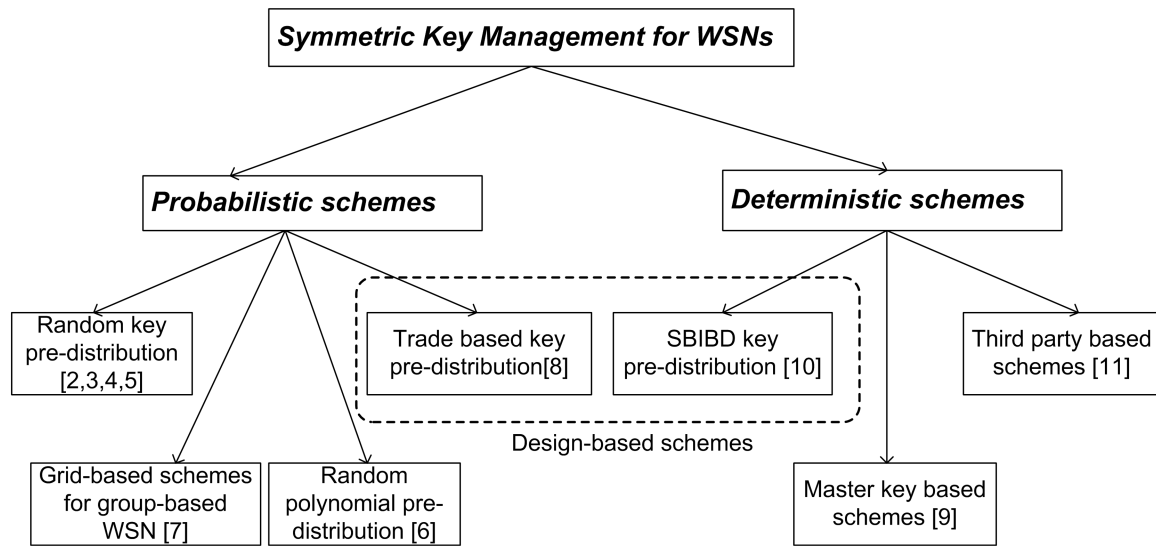 Symmetric Key Management for WSNs
Probabilistic schemes
Deterministic schemes
Random key
pre-distribution
[2,3,4,5]
Trade based key
pre-distribution[8]
SBIBD key
pre-distribution [10]
Third party based
schemes [11]
Design-based schemes
Grid-based schemes
for group-based
WSN [7]
Random
polynomial pre-
distribution [6]
Master key based
schemes [9]